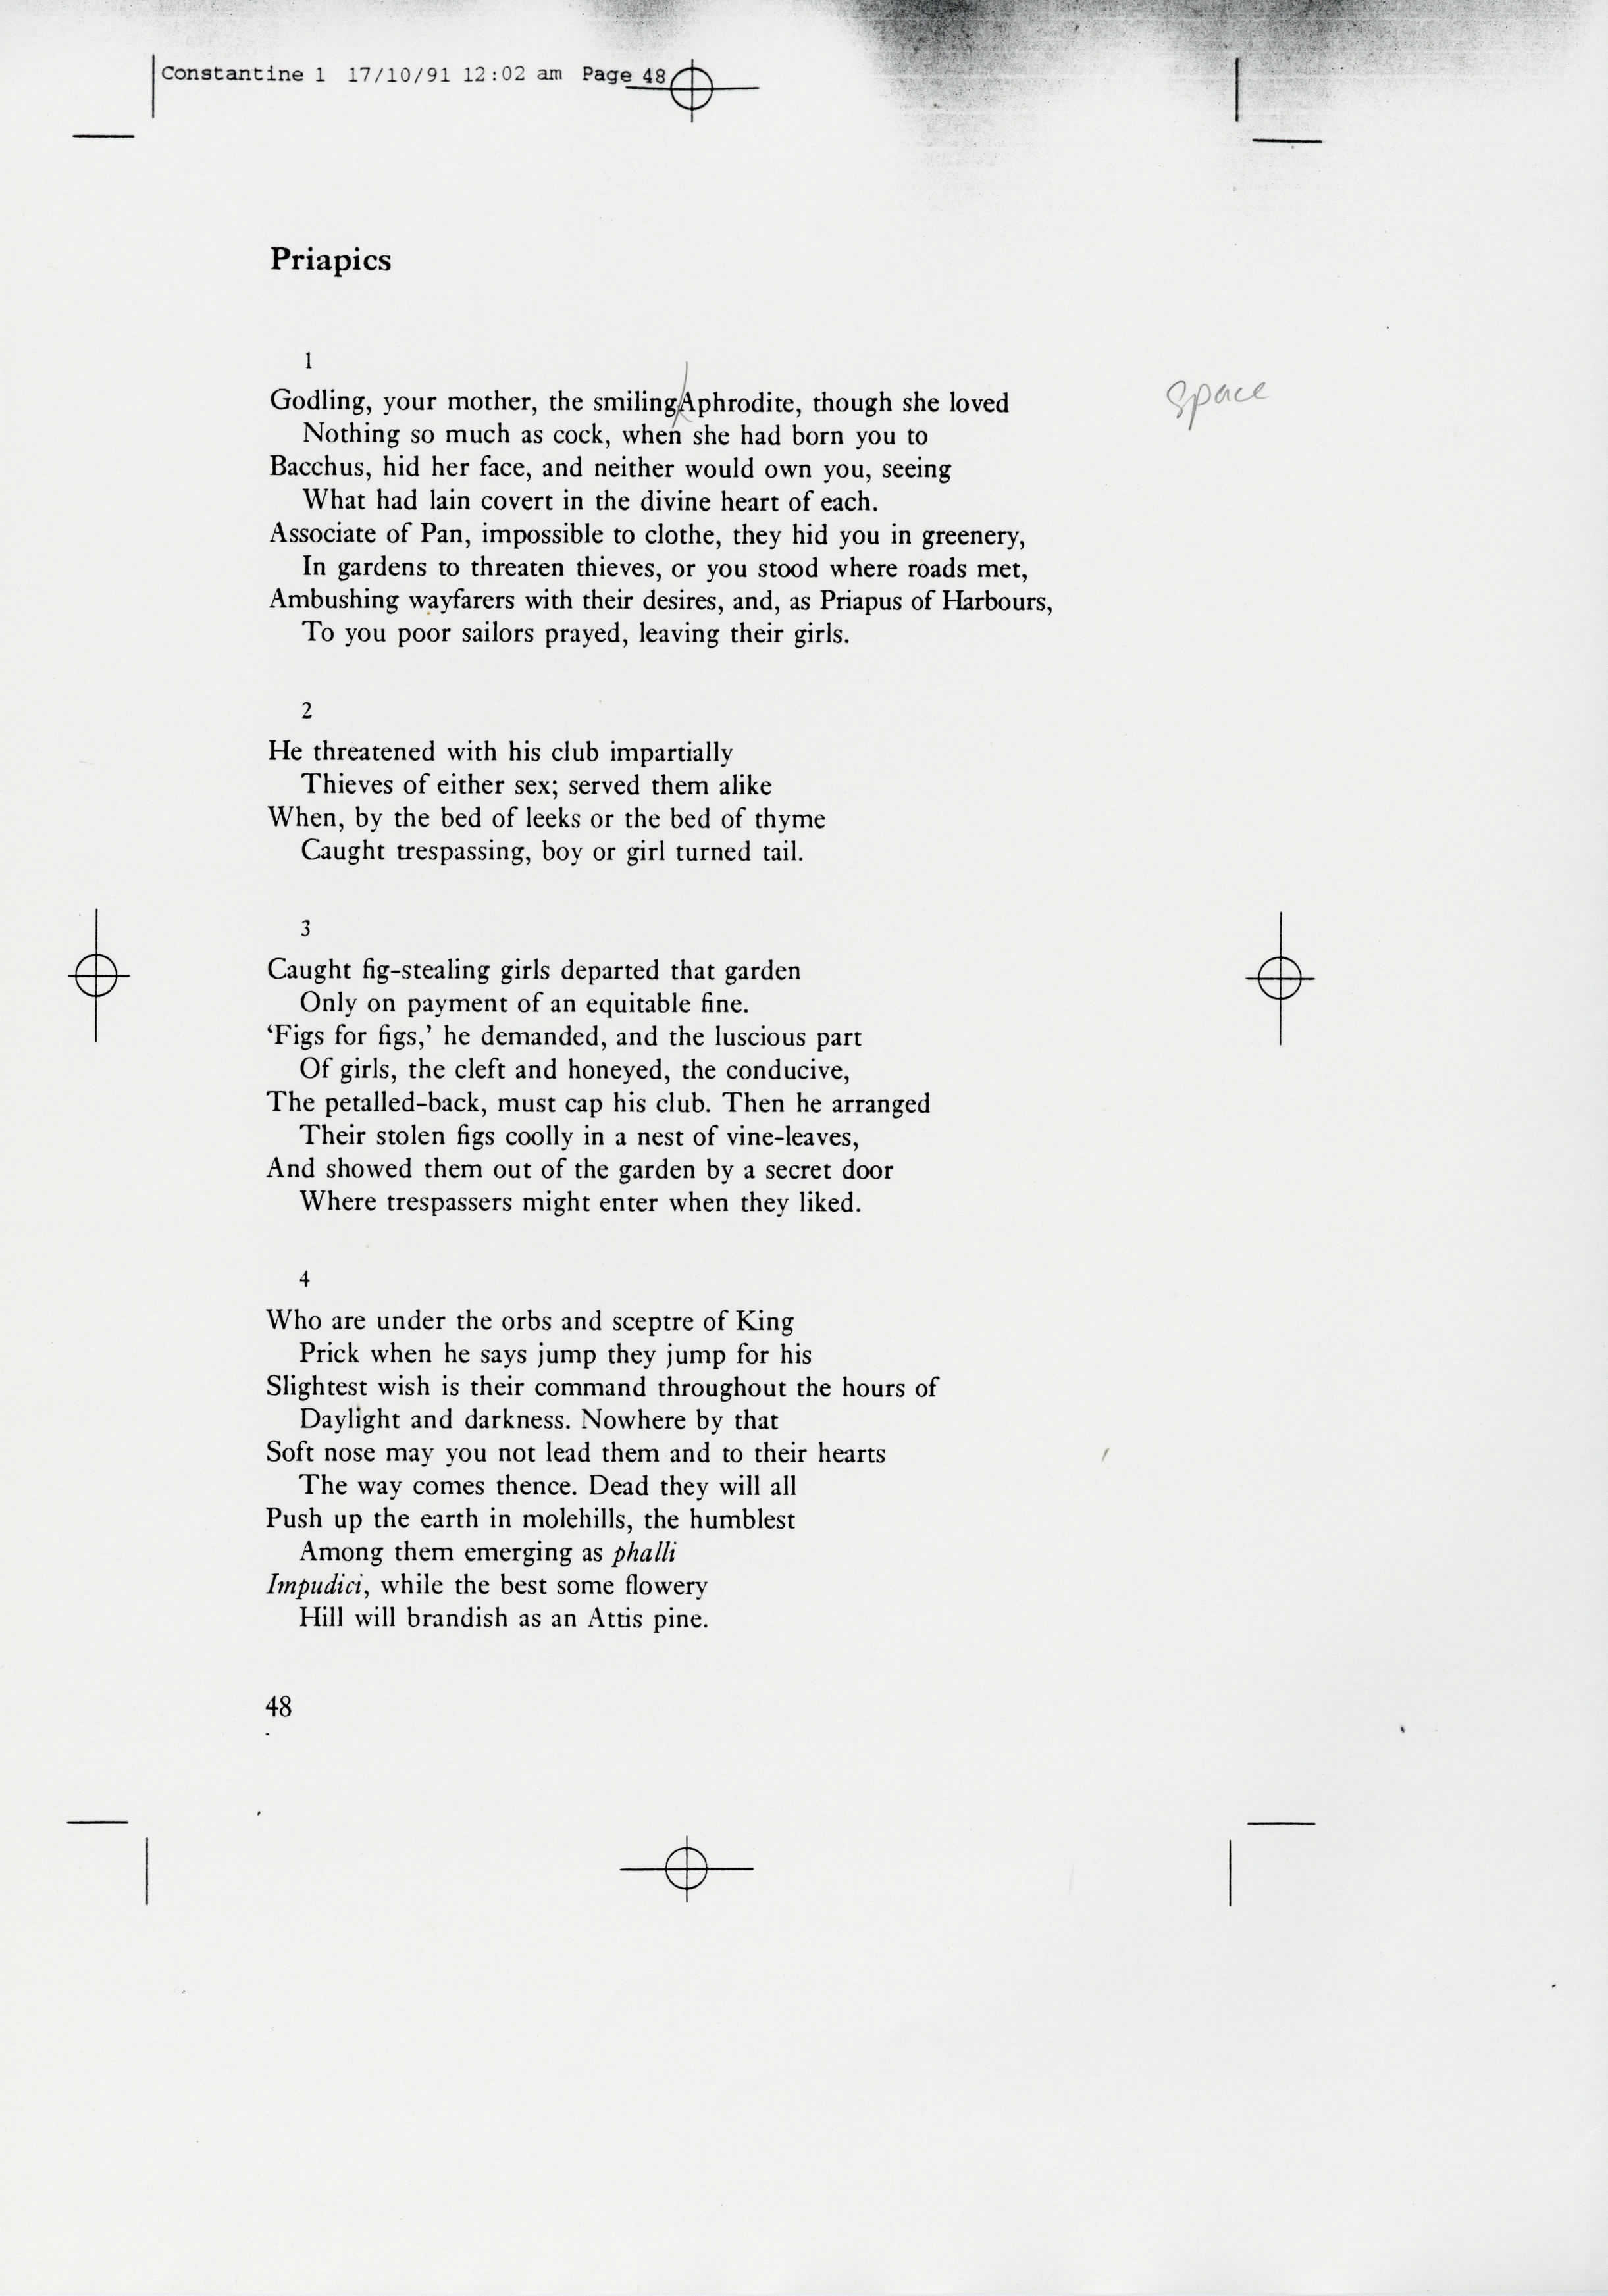 Constantine 1 17/10/91 12:02 am Page 48
Priapics
1
Godling, your mother, the smilingAphrodite, though she loved
space
Nothing so much as cock, when she had born you to
Bacchus, hid her face, and neither would own you, seeing
What had lain covert in the divine heart of each.
Associate of Pan, impossible to clothe, they hid you in greenery,
In gardens to threaten thieves, or you stood where roads met,
Ambushing wayfarers with their desires, and, as Priapus of Harbours,
To you poor sailors prayed, leaving their girls.
2
He threatened with his club impartially
Thieves of either sex; served them alike
When, by the bed of leeks or the bed of thyme
Caught trespassing, boy or girl turned tail.
3
Caught fig-stealing girls departed that garden
Only on payment of an equitable fine.
‘Figs for figs,’ he demanded, and the luscious part
Of girls, the cleft and honeyed, the conducive,
The petalled-back, must cap his club. Then he arranged
Their stolen figs coolly in a nest of vine-leaves,
And showed them out of the garden by a secret door
Where trespassers might enter when they liked.
4
Who are under the orbs and sceptre of King
Prick when he says jump they jump for his
Slightest wish is their command throughout the hours of
Daylight and darkness. Nowhere by that
Soft nose may you not lead them and to their hearts
The way comes thence. Dead they will all
Push up the earth in molehills, the humblest
Among them emerging as phalli
Impudici, while the best some flowery
Hill will brandish as an Attis pine.
48